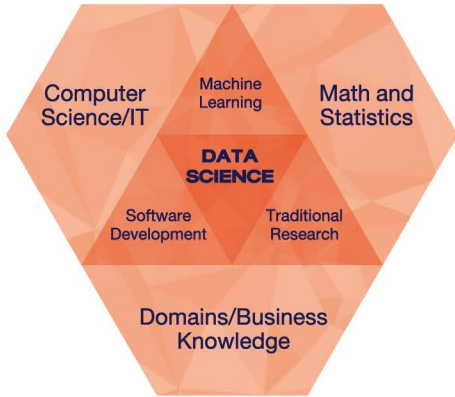 Machine
Learning
Computer
Science/IT
Math and
Statistics
DATA
SCIENCE
Software
Development
Traditional
Research
Domains/Business
Knowledge